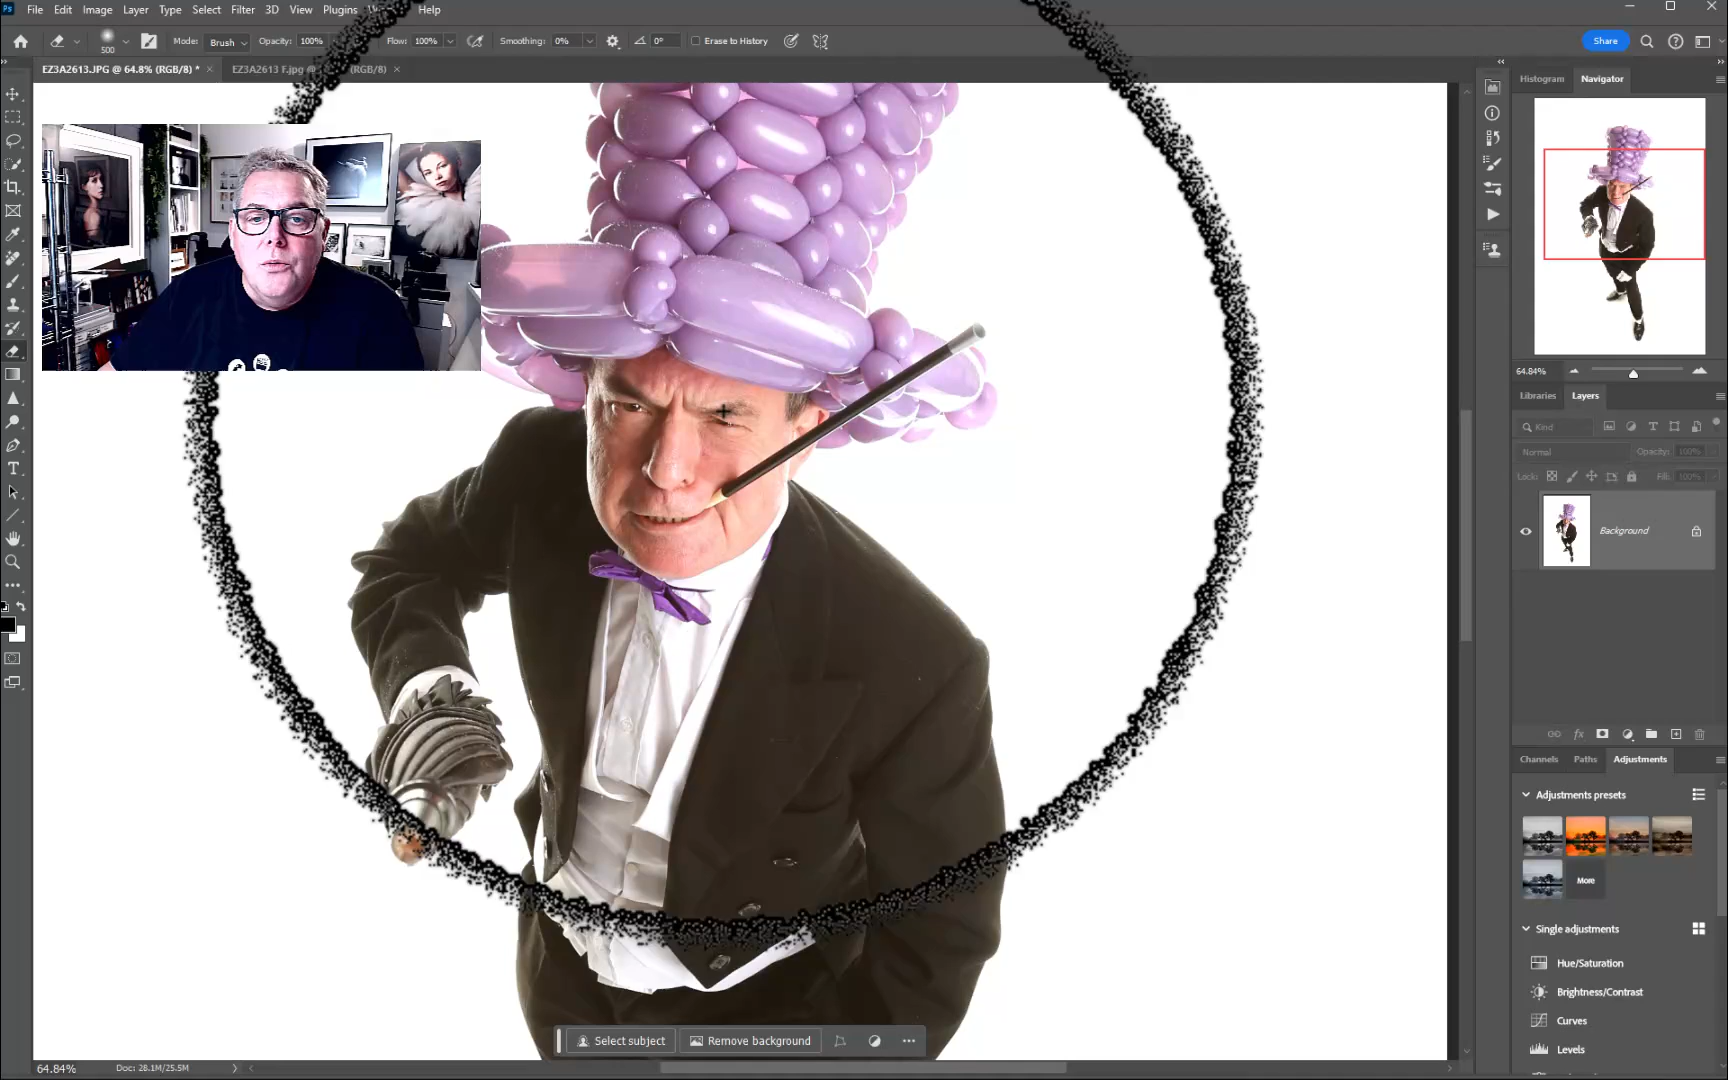 Ps File Edit Image Layer Type Select Filter 3D View Plugins Help
500 Mode: Brush Opacity: 100% Flow: 100% Smoothing: 0% 0° Erase to History Share
EZ3A2613.JPG @ 64.8% (RGB/8) * EZ3A2613 F.jpg @ (RGB/8)
Histogram Navigator
64.84%
Libraries Layers
Kind
Normal Opacity: 100%
Lock: Fill: 100%
Background
Channels Paths Adjustments
Adjustments presets
More
Single adjustments
Hue/Saturation
Brightness/Contrast
Curves
Levels
Select subject Remove background
64.84% Doc: 28.1M/25.5M